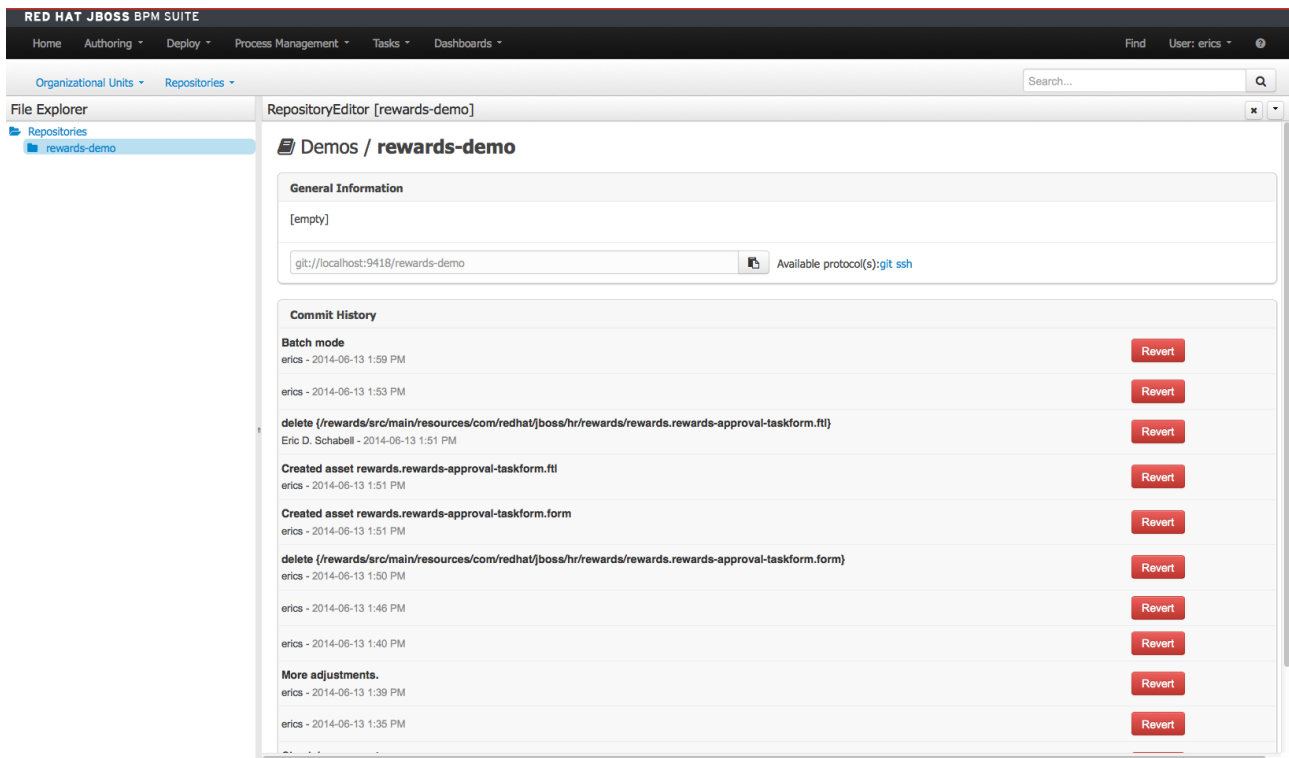 RED HAT JBOSS BPM SUITE
Home Authoring Deploy Process Management Tasks Dashboards Find User: erics
Organizational Units Repositories Search...
File Explorer
RepositoryEditor [rewards-demo]
Repositories
rewards-demo
Demos / rewards-demo
General Information
[empty]
git://localhost:9418/rewards-demo Available protocol(s):git ssh
Commit History
Batch mode
erics - 2014-06-13 1:59 PM
Revert
erics - 2014-06-13 1:53 PM
Revert
delete {/rewards/src/main/resources/com/redhat/jboss/hr/rewards/rewards.rewards-approval-taskform.ftl}
Eric D. Schabell - 2014-06-13 1:51 PM
Revert
Created asset rewards.rewards-approval-taskform.ftl
erics - 2014-06-13 1:51 PM
Revert
Created asset rewards.rewards-approval-taskform.form
erics - 2014-06-13 1:51 PM
Revert
delete {/rewards/src/main/resources/com/redhat/jboss/hr/rewards/rewards.rewards-approval-taskform.form}
erics - 2014-06-13 1:50 PM
Revert
erics - 2014-06-13 1:46 PM
Revert
erics - 2014-06-13 1:40 PM
Revert
More adjustments.
erics - 2014-06-13 1:39 PM
Revert
erics - 2014-06-13 1:35 PM
Revert